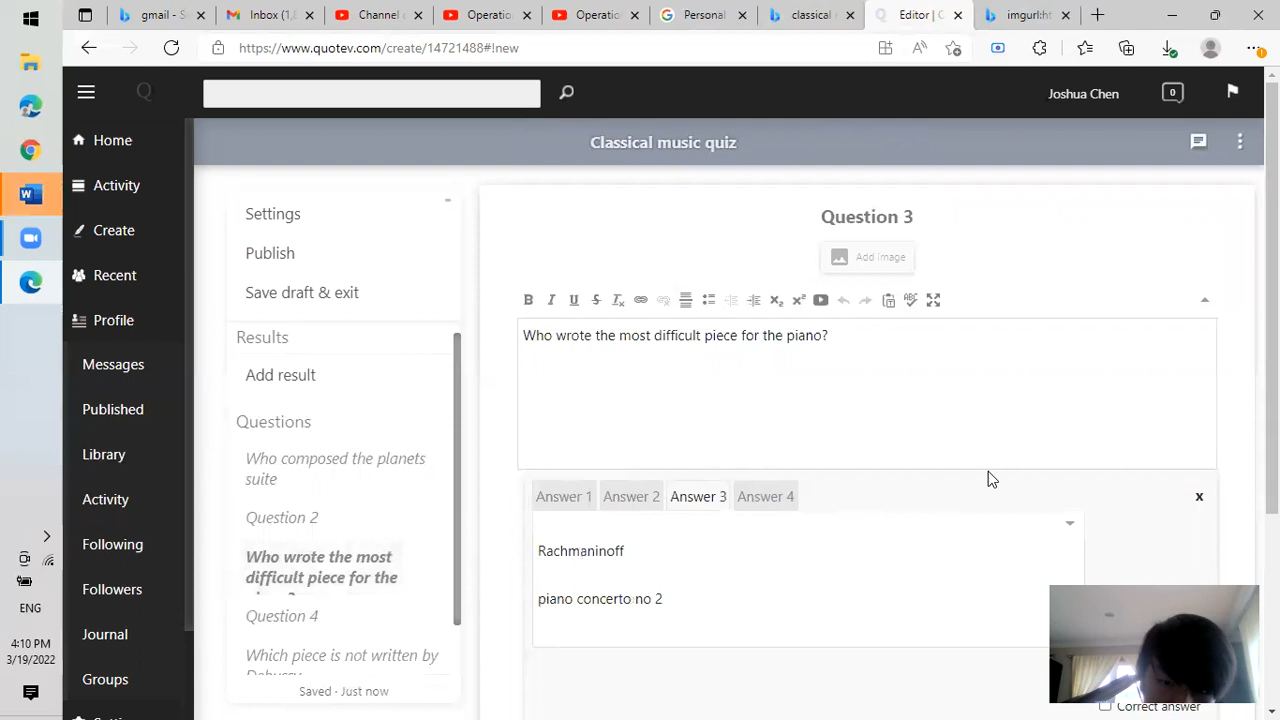 gmail - S
Inbox (1,
Channel
Operatio
Operatio
Personal
classical
Editor | C
imgurl:ht
https://www.quotev.com/create/14721488#!new
Q
Joshua Chen
0
Home
Activity
Create
Recent
Profile
Messages
Published
Library
Activity
Following
Followers
Journal
Groups
Classical music quiz
Settings
Publish
Save draft & exit
Results
Add result
Questions
Who composed the planets
suite
Question 2
Who wrote the most
difficult piece for the
Question 4
Which piece is not written by
Debussy
Saved · Just now
Question 3
Add image
Who wrote the most difficult piece for the piano?
Answer 1 Answer 2 Answer 3 Answer 4 x
Rachmaninoff
piano concerto no 2
Correct answer
ENG
4:10 PM
3/19/2022